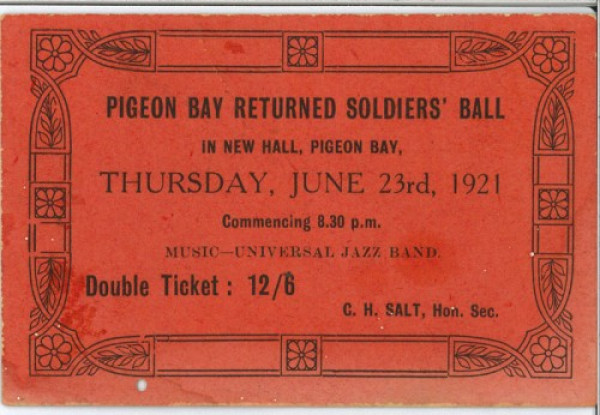 PIGEON BAY RETURNED SOLDIERS' BALL
IN NEW HALL, PIGEON BAY,
THURSDAY, JUNE 23rd, 1921
Commencing 8.30 p.m.
MUSIC—UNIVERSAL JAZZ BAND.
Double Ticket : 12/6
C. H. SALT, Hon. Sec.